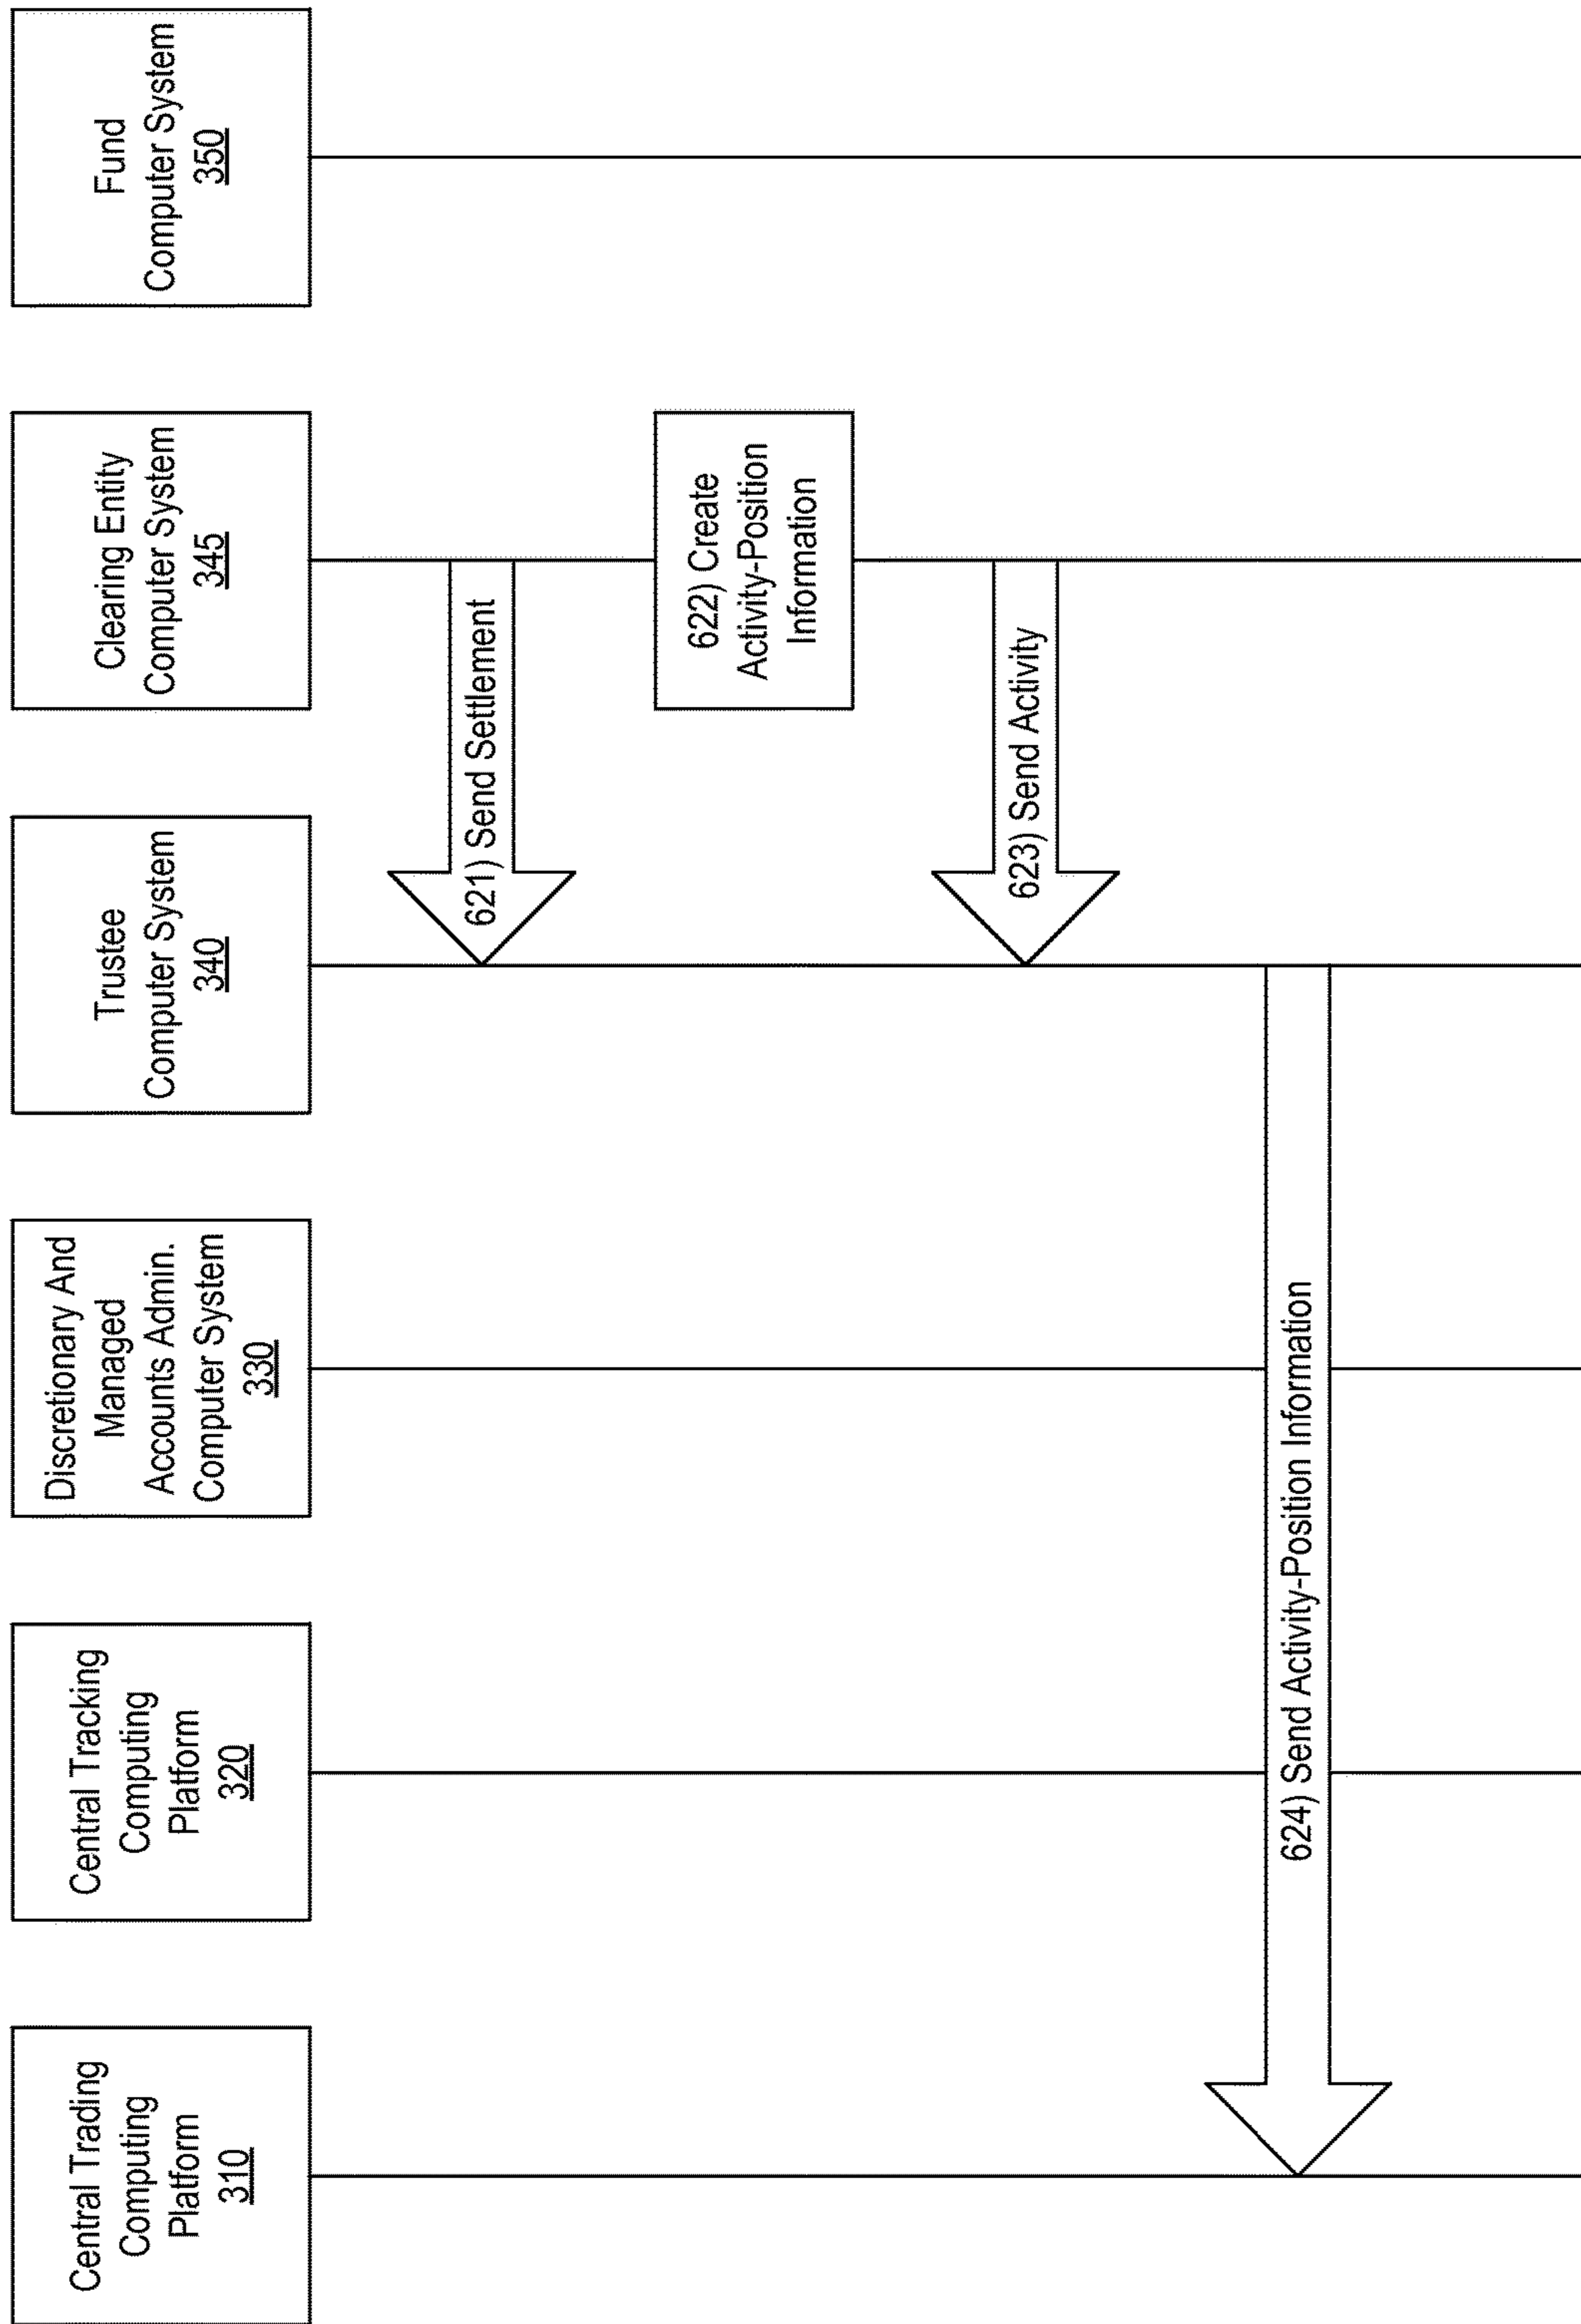 Central Trading
Computing
Platform
310
Central Tracking
Computing
Platform
320
Discretionary And
Managed
Accounts Admin.
Computer System
330
Trustee
Computer System
340
Clearing Entity
Computer System
345
Fund
Computer System
350
621) Send Settlement
622) Create
Activity-Position
Information
623) Send Activity
624) Send Activity-Position Information